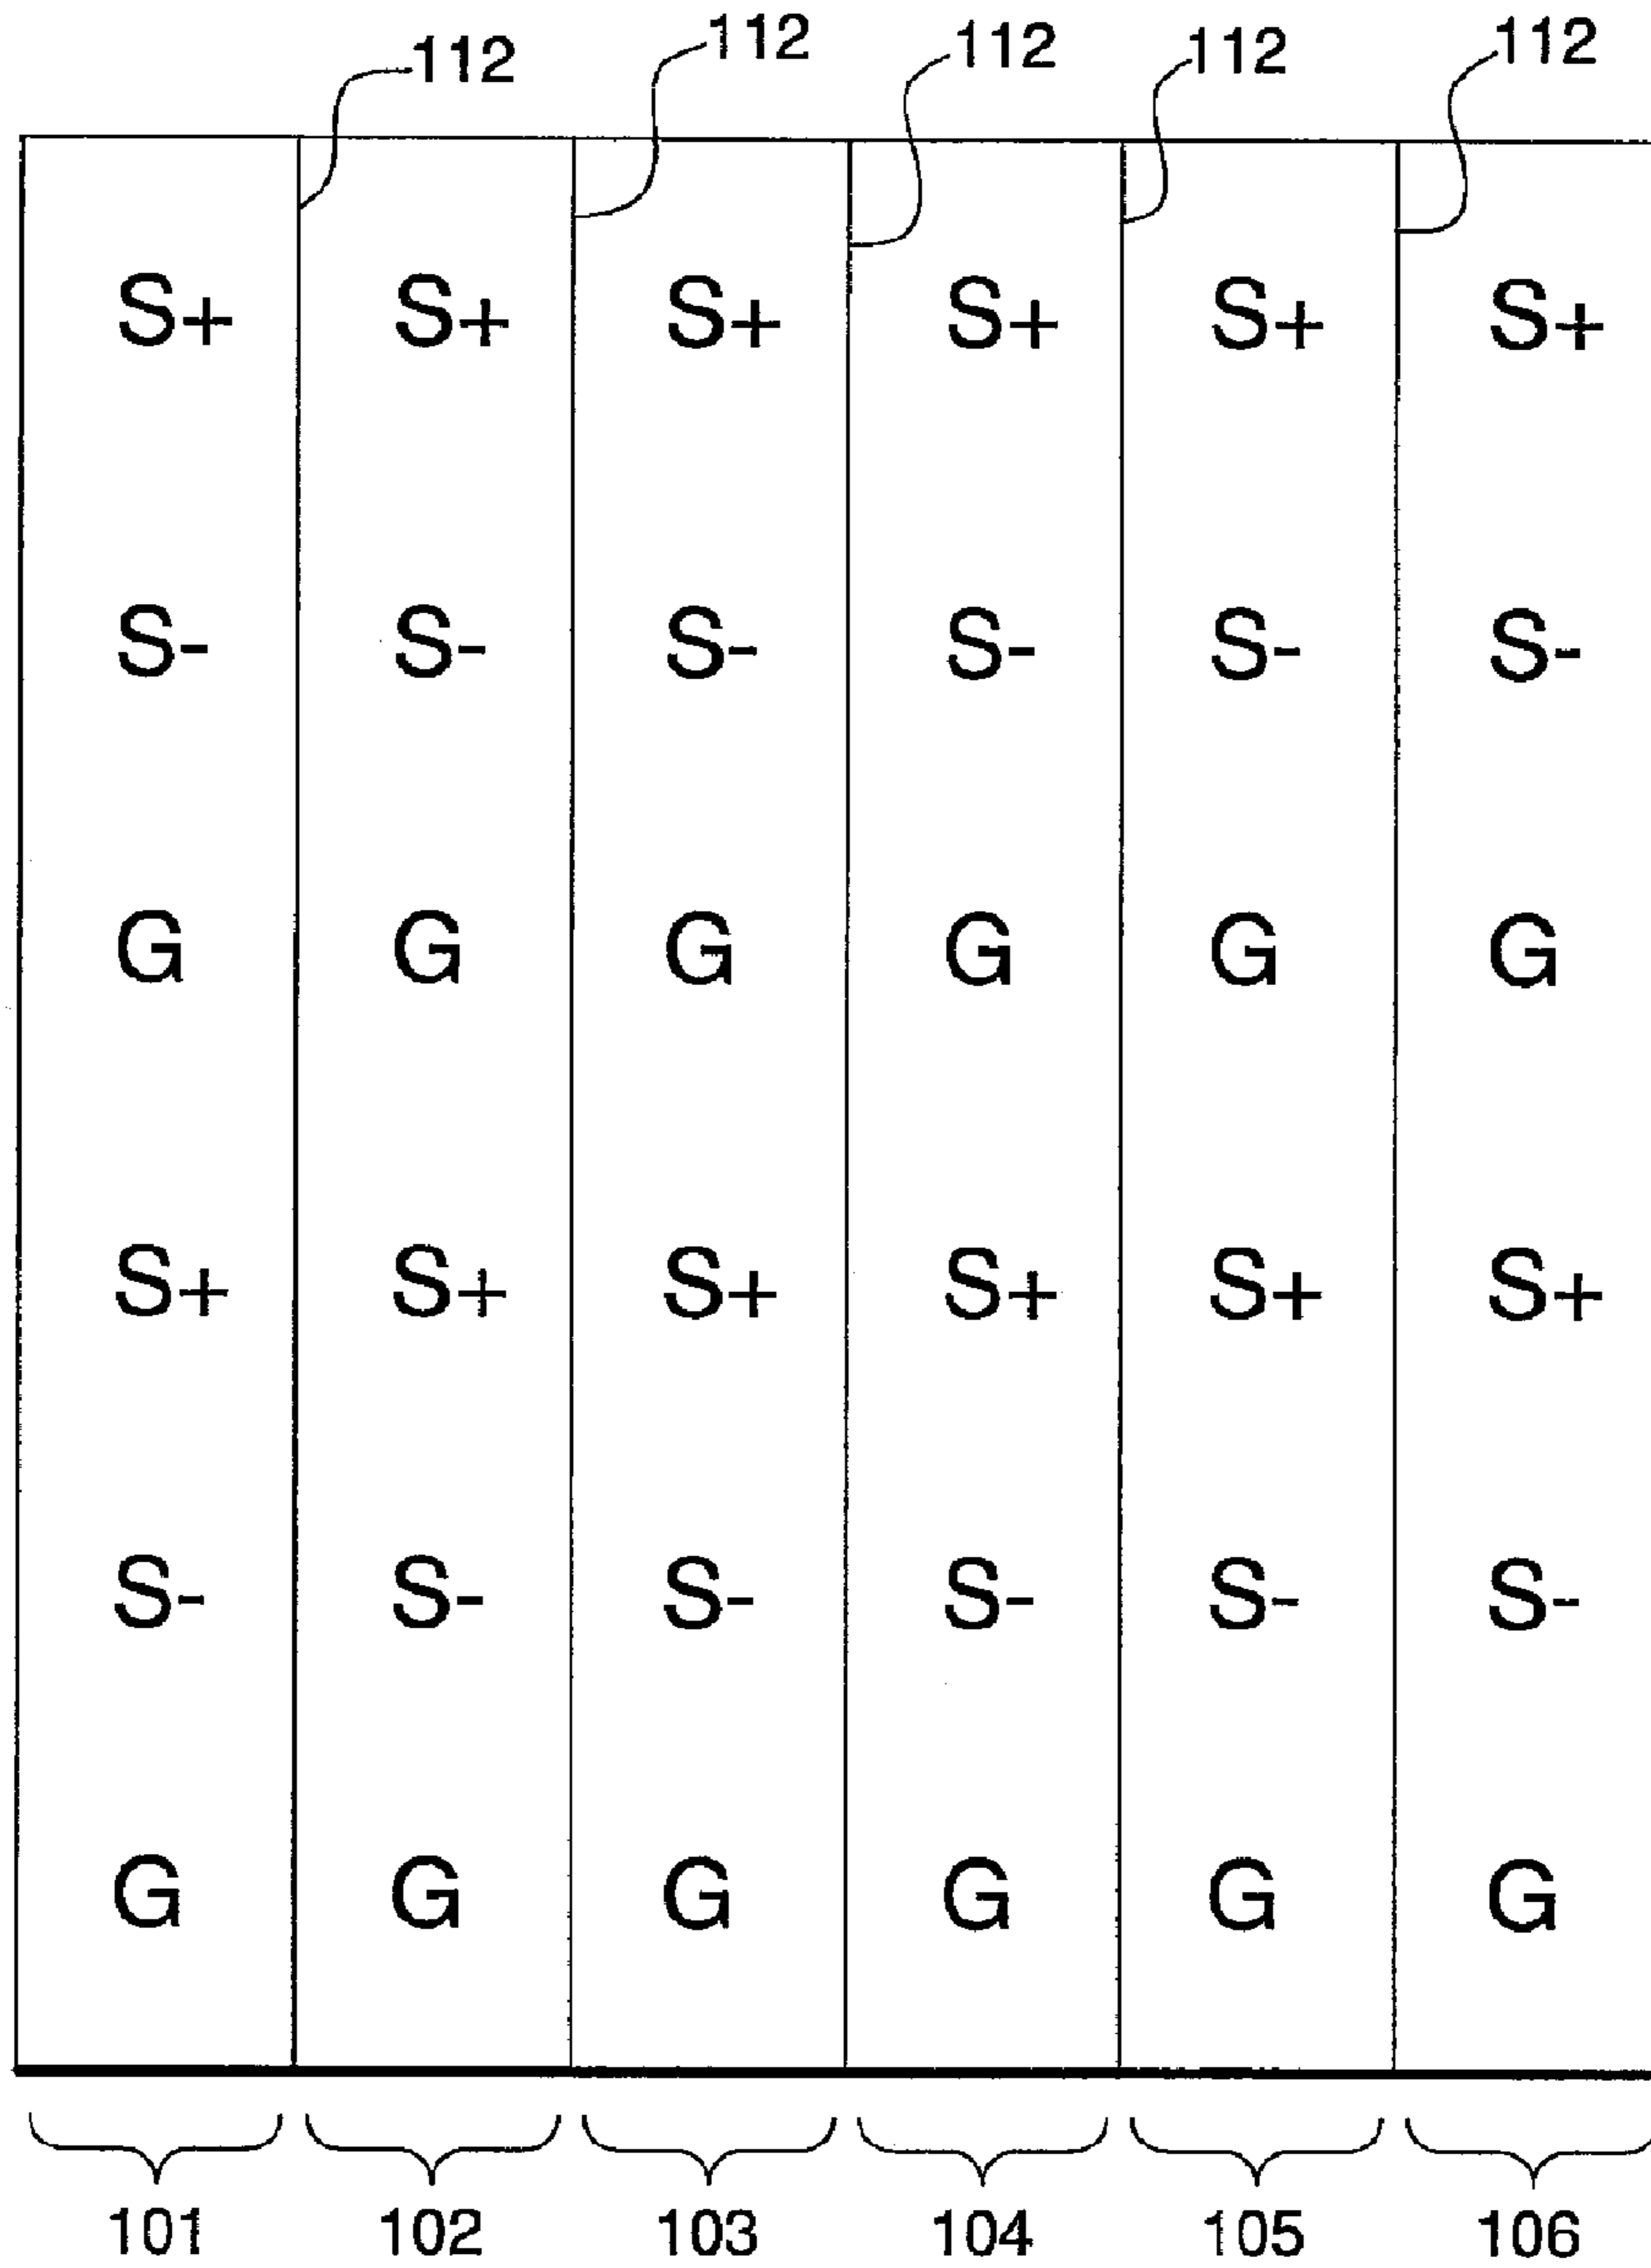 112 112 112 112 112
S+ S+ S+ S+ S+ S+
S- S- S- S- S- S-
G G G G G G
S+ S+ S+ S+ S+ S+
S- S- S- S- S- S-
G G G G G G
101 102 103 104 105 106